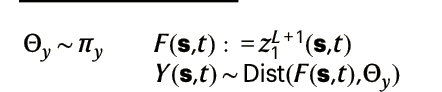 Θ_y ~ π_y F(s,t) : = z_1^{L+1}(s,t)
Y(s,t) ~ Dist(F(s,t),Θ_y)